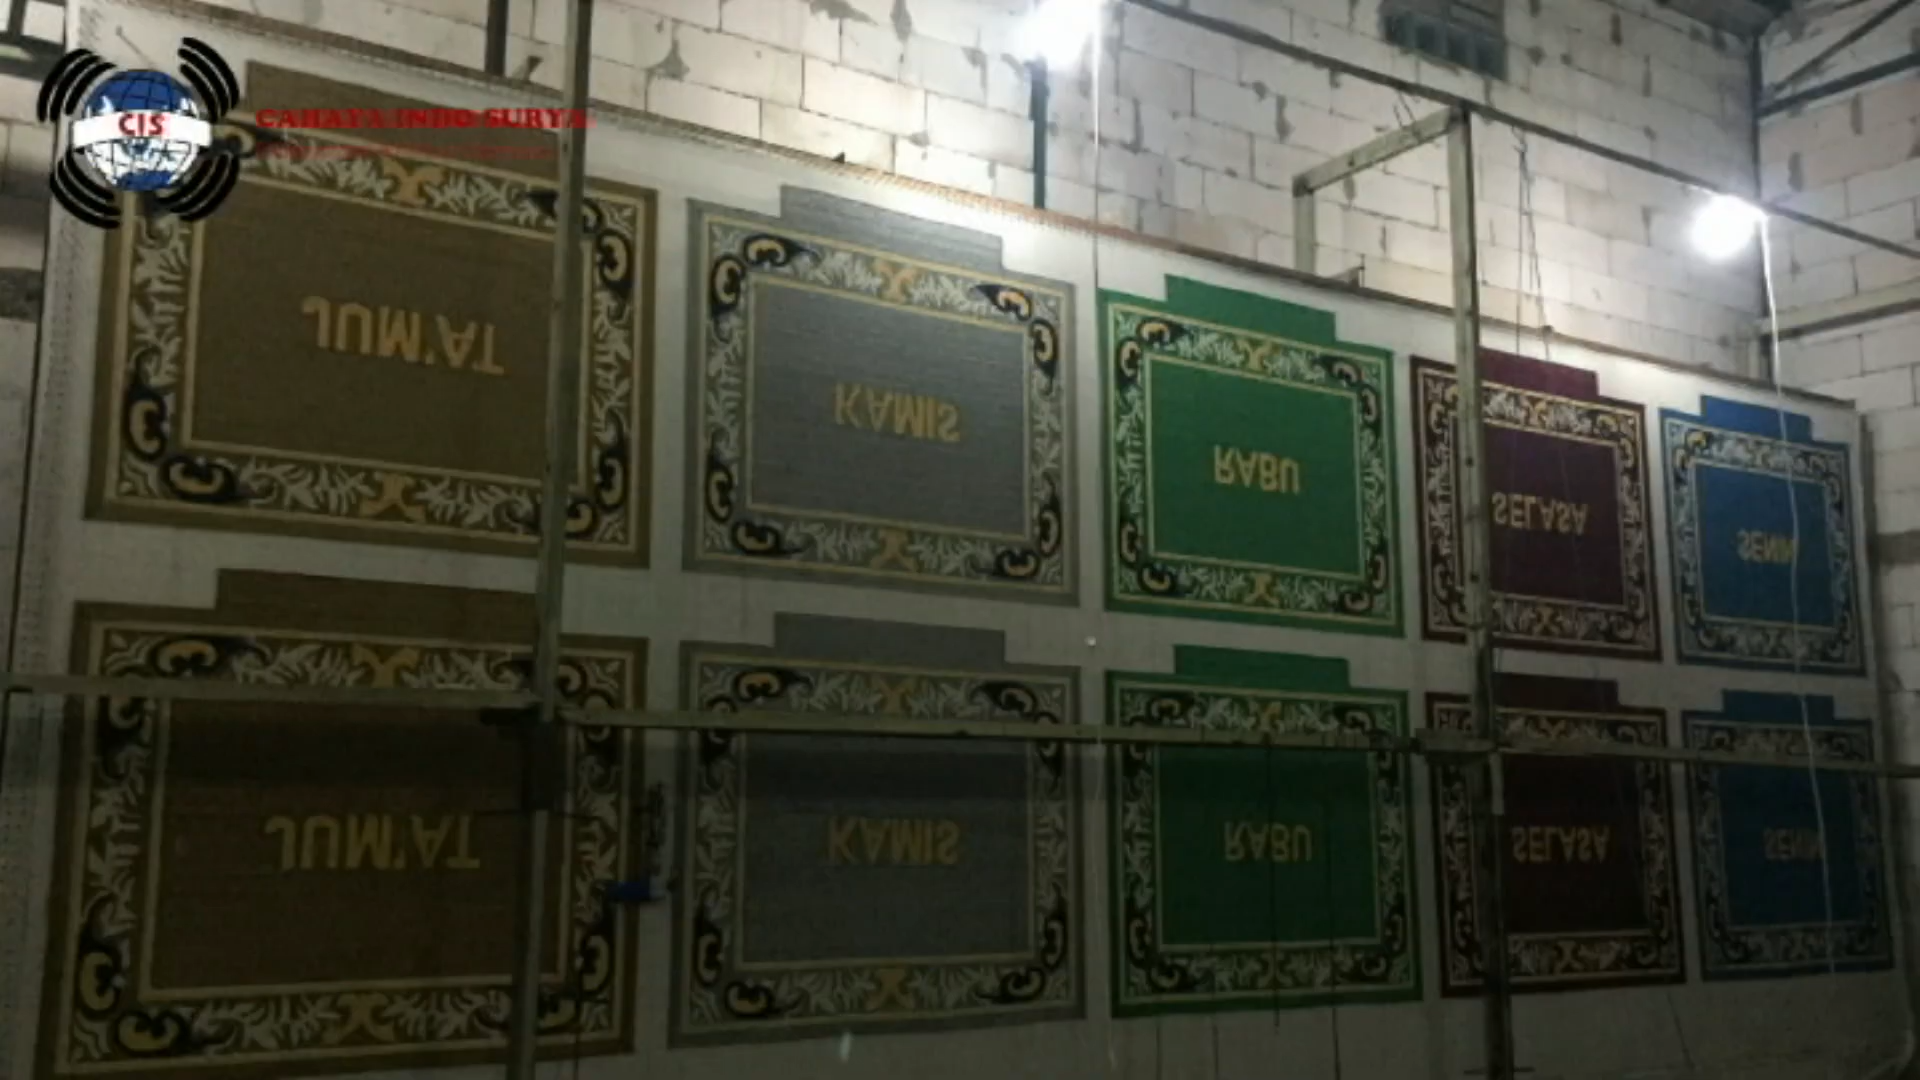 CIS
CAHAYA INDO SURYA
JUM'AT
KAMIS
RABU
SELASA
SENIN
JUM'AT
KAMIS
RABU
SELASA
SENIN